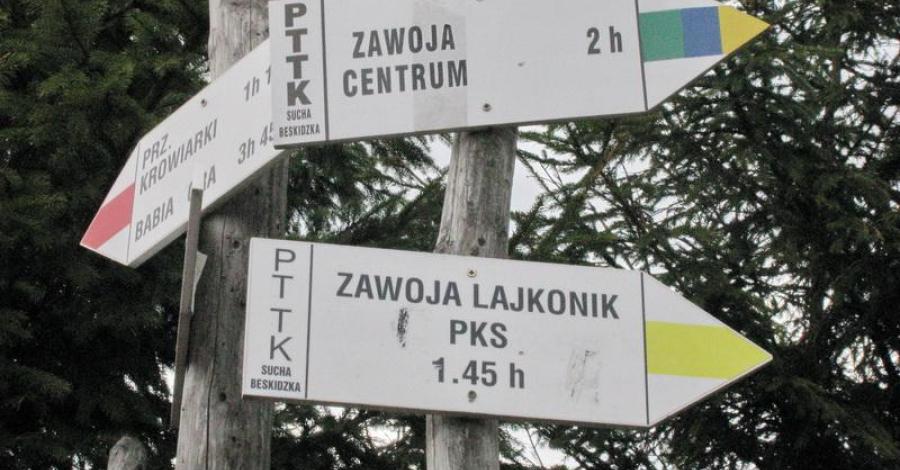 PTTK
SUCHA
BESKIDZKA
ZAWOJA
CENTRUM
2 h
PRZ.
KROWIARKI
1h
BABIA
3h 45
PTTK
SUCHA
BESKIDZKA
ZAWOJA LAJKONIK
PKS
1.45 h